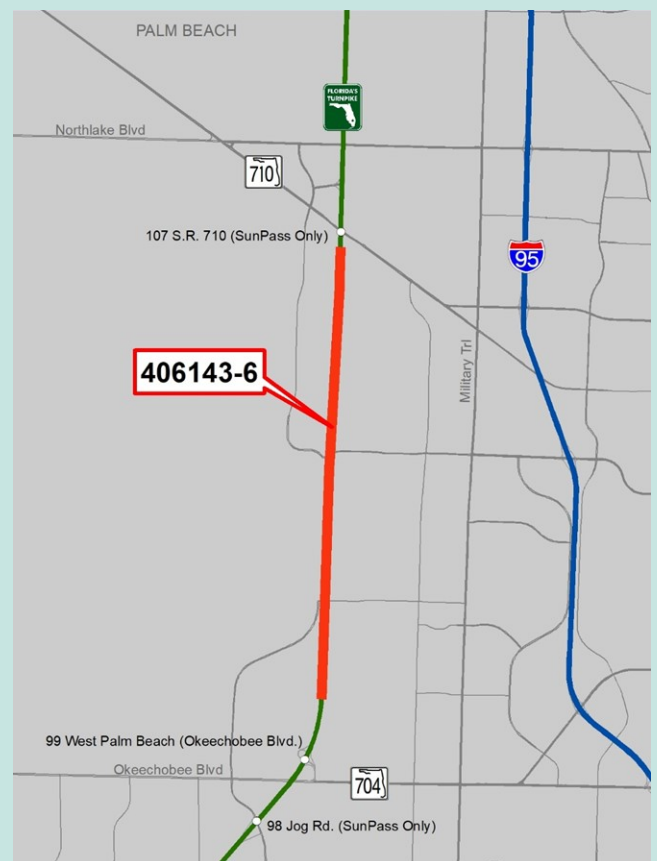 PALM BEACH
FLORIDA'S
TURNPIKE
Northlake Blvd
710
107 S.R. 710 (SunPass Only)
95
Military Trl
406143-6
99 West Palm Beach (Okeechobee Blvd.)
Okeechobee Blvd
704
98 Jog Rd. (SunPass Only)